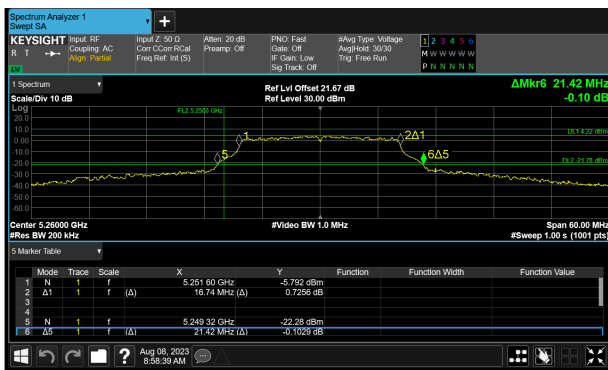 Spectrum Analyzer 1
Swept SA
KEYSIGHT
R T
LV
Input: RF
Coupling: AC
Align: Partial
Input Z: 50 Ω
Corr CCorr RCal
Freq Ref: Int (S)
Atten: 20 dB
Preamp: Off
PNO: Fast
Gate: Off
IF Gain: Low
Sig Track: Off
#Avg Type: Voltage
Avg|Hold: 30/30
Trig: Free Run
1 2 3 4 5 6
M W W W W W
P N N N N N
1 Spectrum
Scale/Div 10 dB
Ref Lvl Offset 21.67 dB
Ref Level 30.00 dBm
ΔMkr6 21.42 MHz
-0.10 dB
Log
20.0
10.0
0.00
-10.0
-20.0
-30.0
-40.0
-50.0
-60.0
FL2 5.2500 GHz
1
2Δ1
5
6Δ5
DL1 4.22 dBm
DL2 -21.78 dBm
Center 5.26000 GHz
#Video BW 1.0 MHz
Span 60.00 MHz
#Res BW 200 kHz
#Sweep 1.00 s (1001 pts)
5 Marker Table
Mode Trace Scale X Y Function Function Width Function Value
1 N 1 f 5.251 60 GHz -5.792 dBm
2 Δ1 1 f (Δ) 16.74 MHz (Δ) 0.7256 dB
3
4
5 N 1 f 5.249 32 GHz -22.28 dBm
6 Δ5 1 f (Δ) 21.42 MHz (Δ) -0.1029 dB
?
Aug 08, 2023
8:58:39 AM